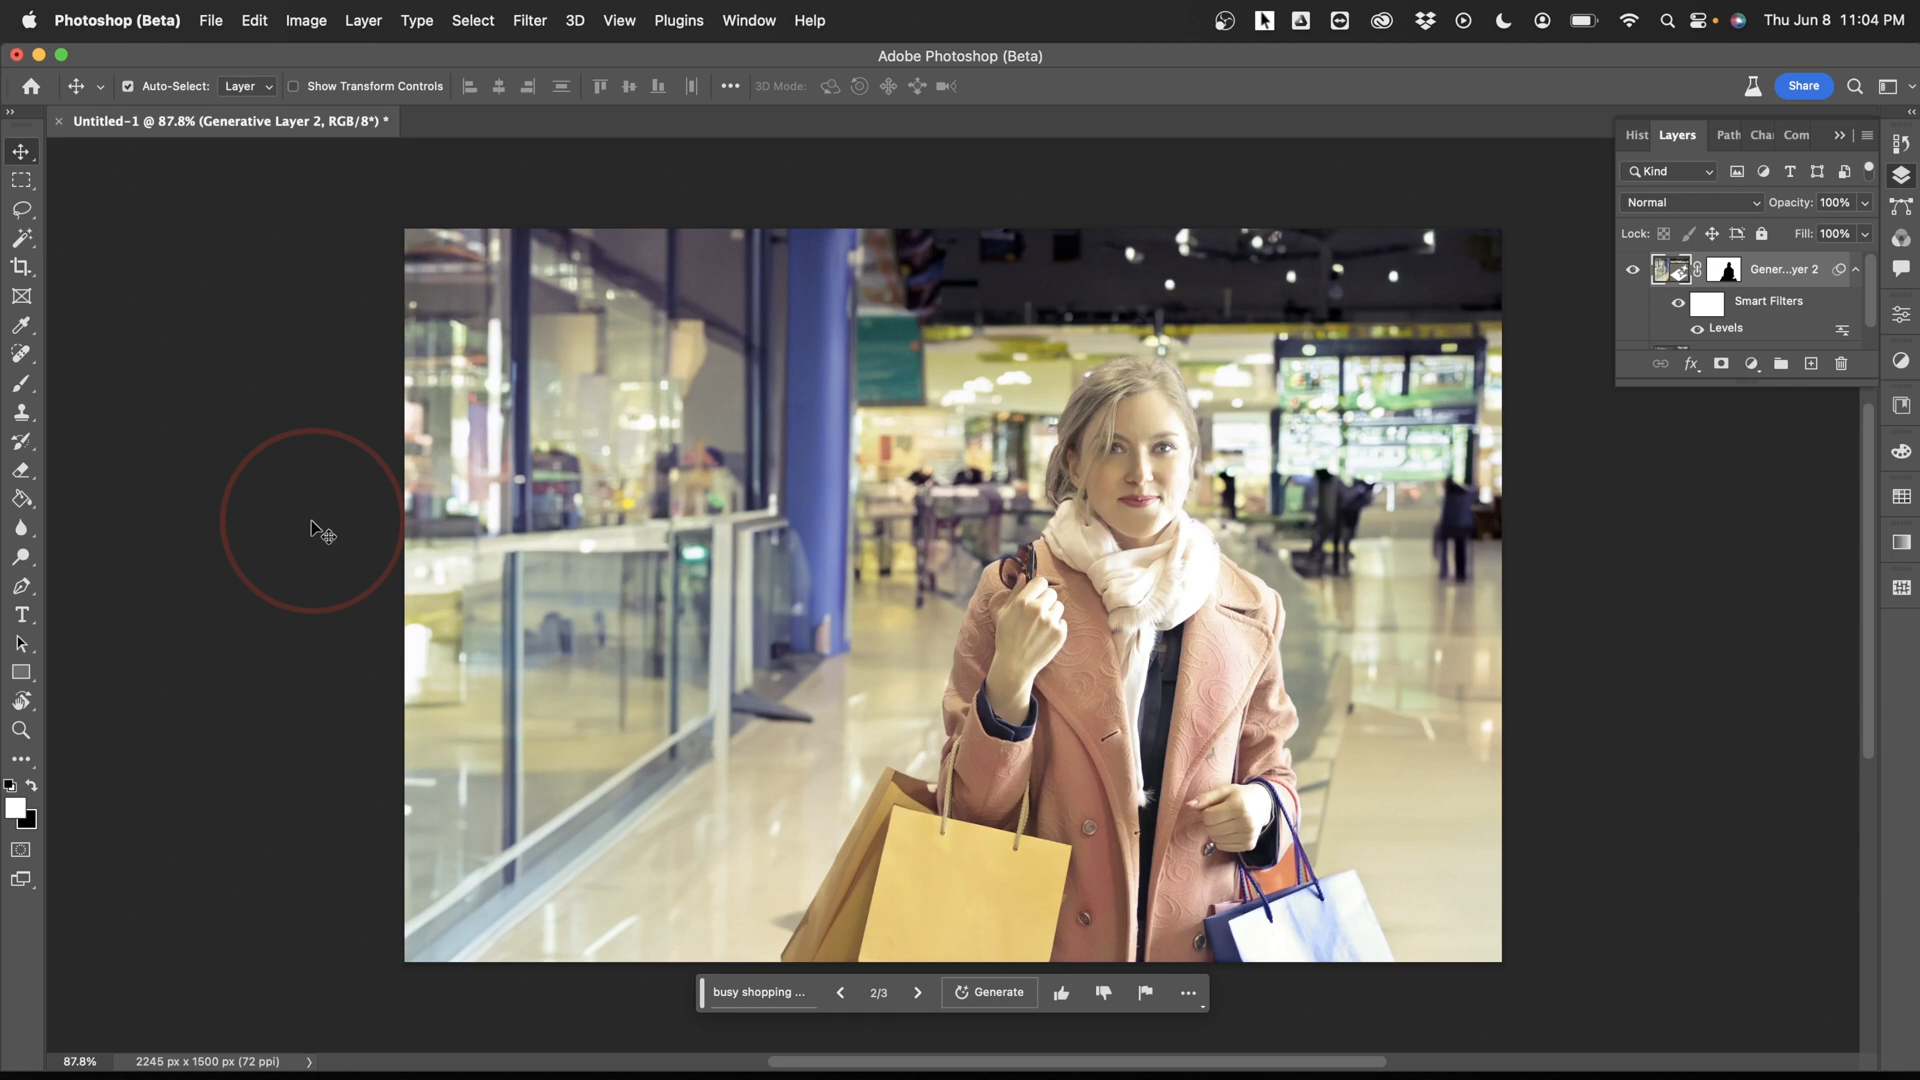 Photoshop (Beta) File Edit Image Layer Type Select Filter 3D View Plugins Window Help Thu Jun 8 11:04 PM
Adobe Photoshop (Beta)
Auto-Select: Layer Show Transform Controls 3D Mode: Share
Untitled-1 @ 87.8% (Generative Layer 2, RGB/8*) *
Hist Layers Path Cha Com
Kind
Normal Opacity: 100%
Lock: Fill: 100%
Gener...yer 2
Smart Filters
Levels
busy shopping ... 2/3 Generate
87.8% 2245 px x 1500 px (72 ppi)